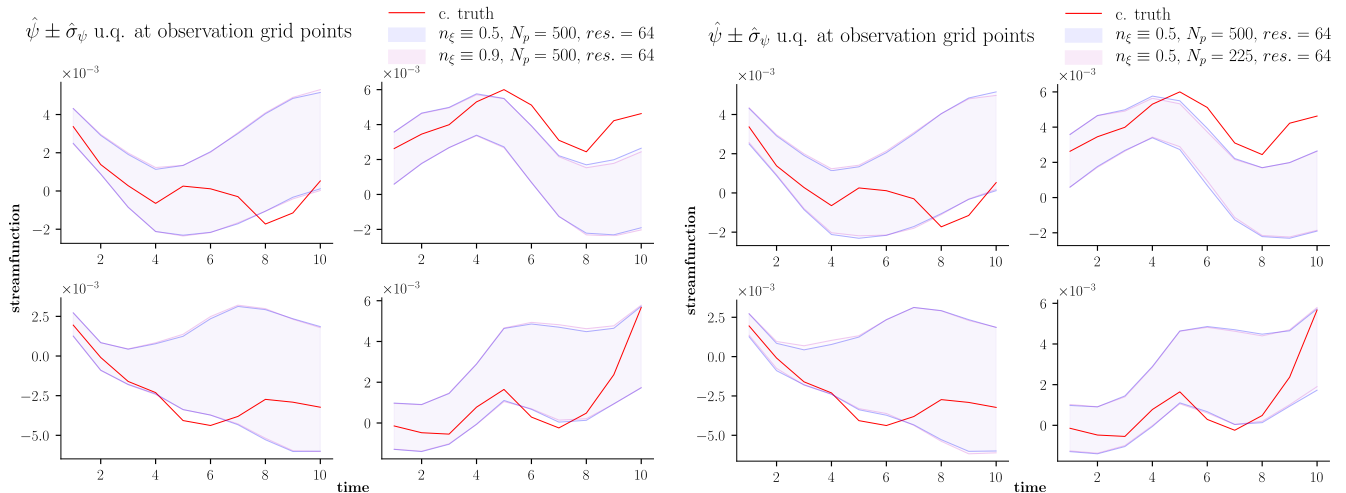 ψ̂ ± σ̂_ψ u.q. at observation grid points
c. truth
n_ξ ≡ 0.5, N_p = 500, res. = 64
n_ξ ≡ 0.9, N_p = 500, res. = 64
×10⁻³
4
2
0
−2
2 4 6 8 10
×10⁻³
6
4
2
0
−2
2 4 6 8 10
streamfunction
×10⁻³
2.5
0.0
−2.5
−5.0
2 4 6 8 10
×10⁻³
6
4
2
0
2 4 6 8 10
time
ψ̂ ± σ̂_ψ u.q. at observation grid points
c. truth
n_ξ ≡ 0.5, N_p = 500, res. = 64
n_ξ ≡ 0.5, N_p = 225, res. = 64
×10⁻³
4
2
0
−2
2 4 6 8 10
×10⁻³
6
4
2
0
−2
2 4 6 8 10
streamfunction
×10⁻³
2.5
0.0
−2.5
−5.0
2 4 6 8 10
×10⁻³
6
4
2
0
2 4 6 8 10
time